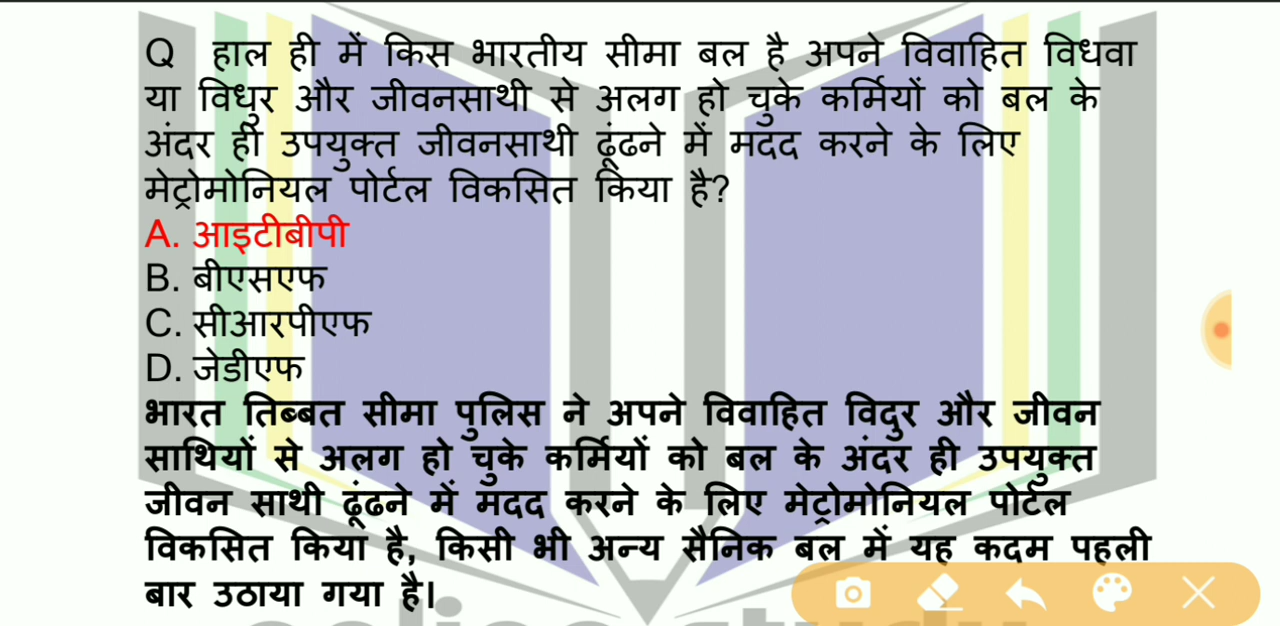 Q हाल ही में किस भारतीय सीमा बल है अपने विवाहित विधवा
या विधुर और जीवनसाथी से अलग हो चुके कर्मियों को बल के
अंदर ही उपयुक्त जीवनसाथी ढूंढने में मदद करने के लिए
मेट्रोमोनियल पोर्टल विकसित किया है?
A. आइटीबीपी
B. बीएसएफ
C. सीआरपीएफ
D. जेडीएफ
भारत तिब्बत सीमा पुलिस ने अपने विवाहित विदुर और जीवन
साथियों से अलग हो चुके कर्मियों को बल के अंदर ही उपयुक्त
जीवन साथी ढूंढने में मदद करने के लिए मेट्रोमोनियल पोर्टल
विकसित किया है, किसी भी अन्य सैनिक बल में यह कदम पहली
बार उठाया गया है।
online study